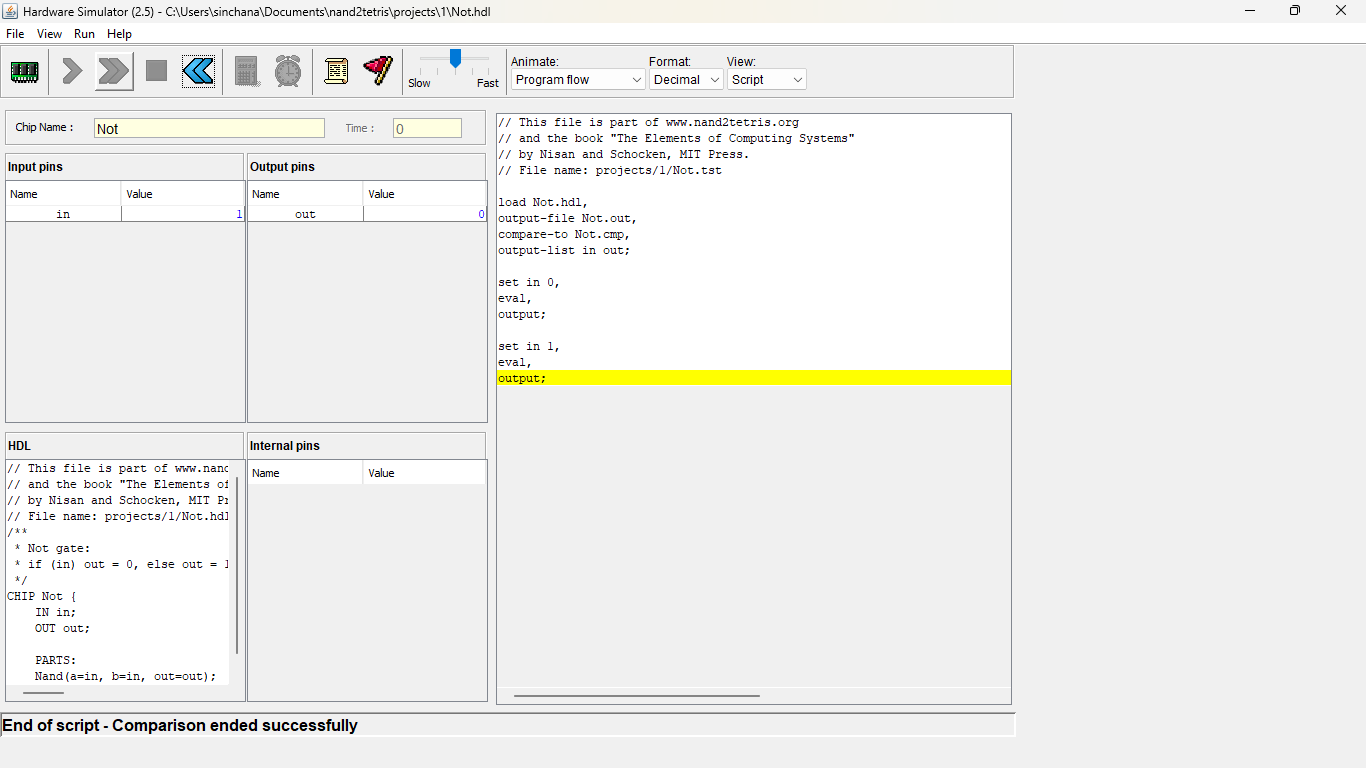 Hardware Simulator (2.5) - C:\Users\sinchana\Documents\nand2tetris\projects\1\Not.hdl
File View Run Help
Slow Fast
Animate: Format: View:
Program flow Decimal Script
Chip Name : Not Time : 0
Input pins
Name Value
in 1
Output pins
Name Value
out 0
HDL
// This file is part of www.nand
// and the book "The Elements of
// by Nisan and Schocken, MIT Pr
// File name: projects/1/Not.hdl
/**
* Not gate:
* if (in) out = 0, else out = 1
*/
CHIP Not {
IN in;
OUT out;
PARTS:
Nand(a=in, b=in, out=out);
Internal pins
Name Value
// This file is part of www.nand2tetris.org
// and the book "The Elements of Computing Systems"
// by Nisan and Schocken, MIT Press.
// File name: projects/1/Not.tst
load Not.hdl,
output-file Not.out,
compare-to Not.cmp,
output-list in out;
set in 0,
eval,
output;
set in 1,
eval,
output;
End of script - Comparison ended successfully